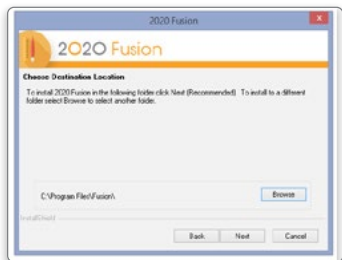 2020 Fusion
2020 Fusion
Choose Destination Location
To install 2020 Fusion in the following folder click Next (Recommended). To install to a different
folder select Browse to select another folder.
C:\Program Files\Fusion\
Browse
InstallShield
Back
Next
Cancel